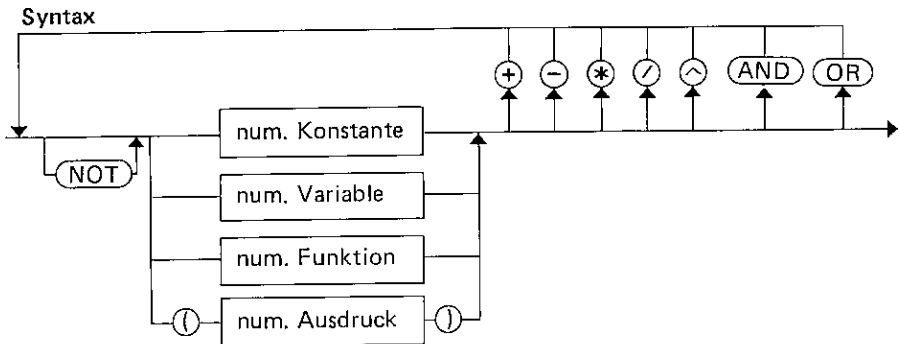 Syntax
+ - * / ^ AND OR
num. Konstante
NOT
num. Variable
num. Funktion
( num. Ausdruck )